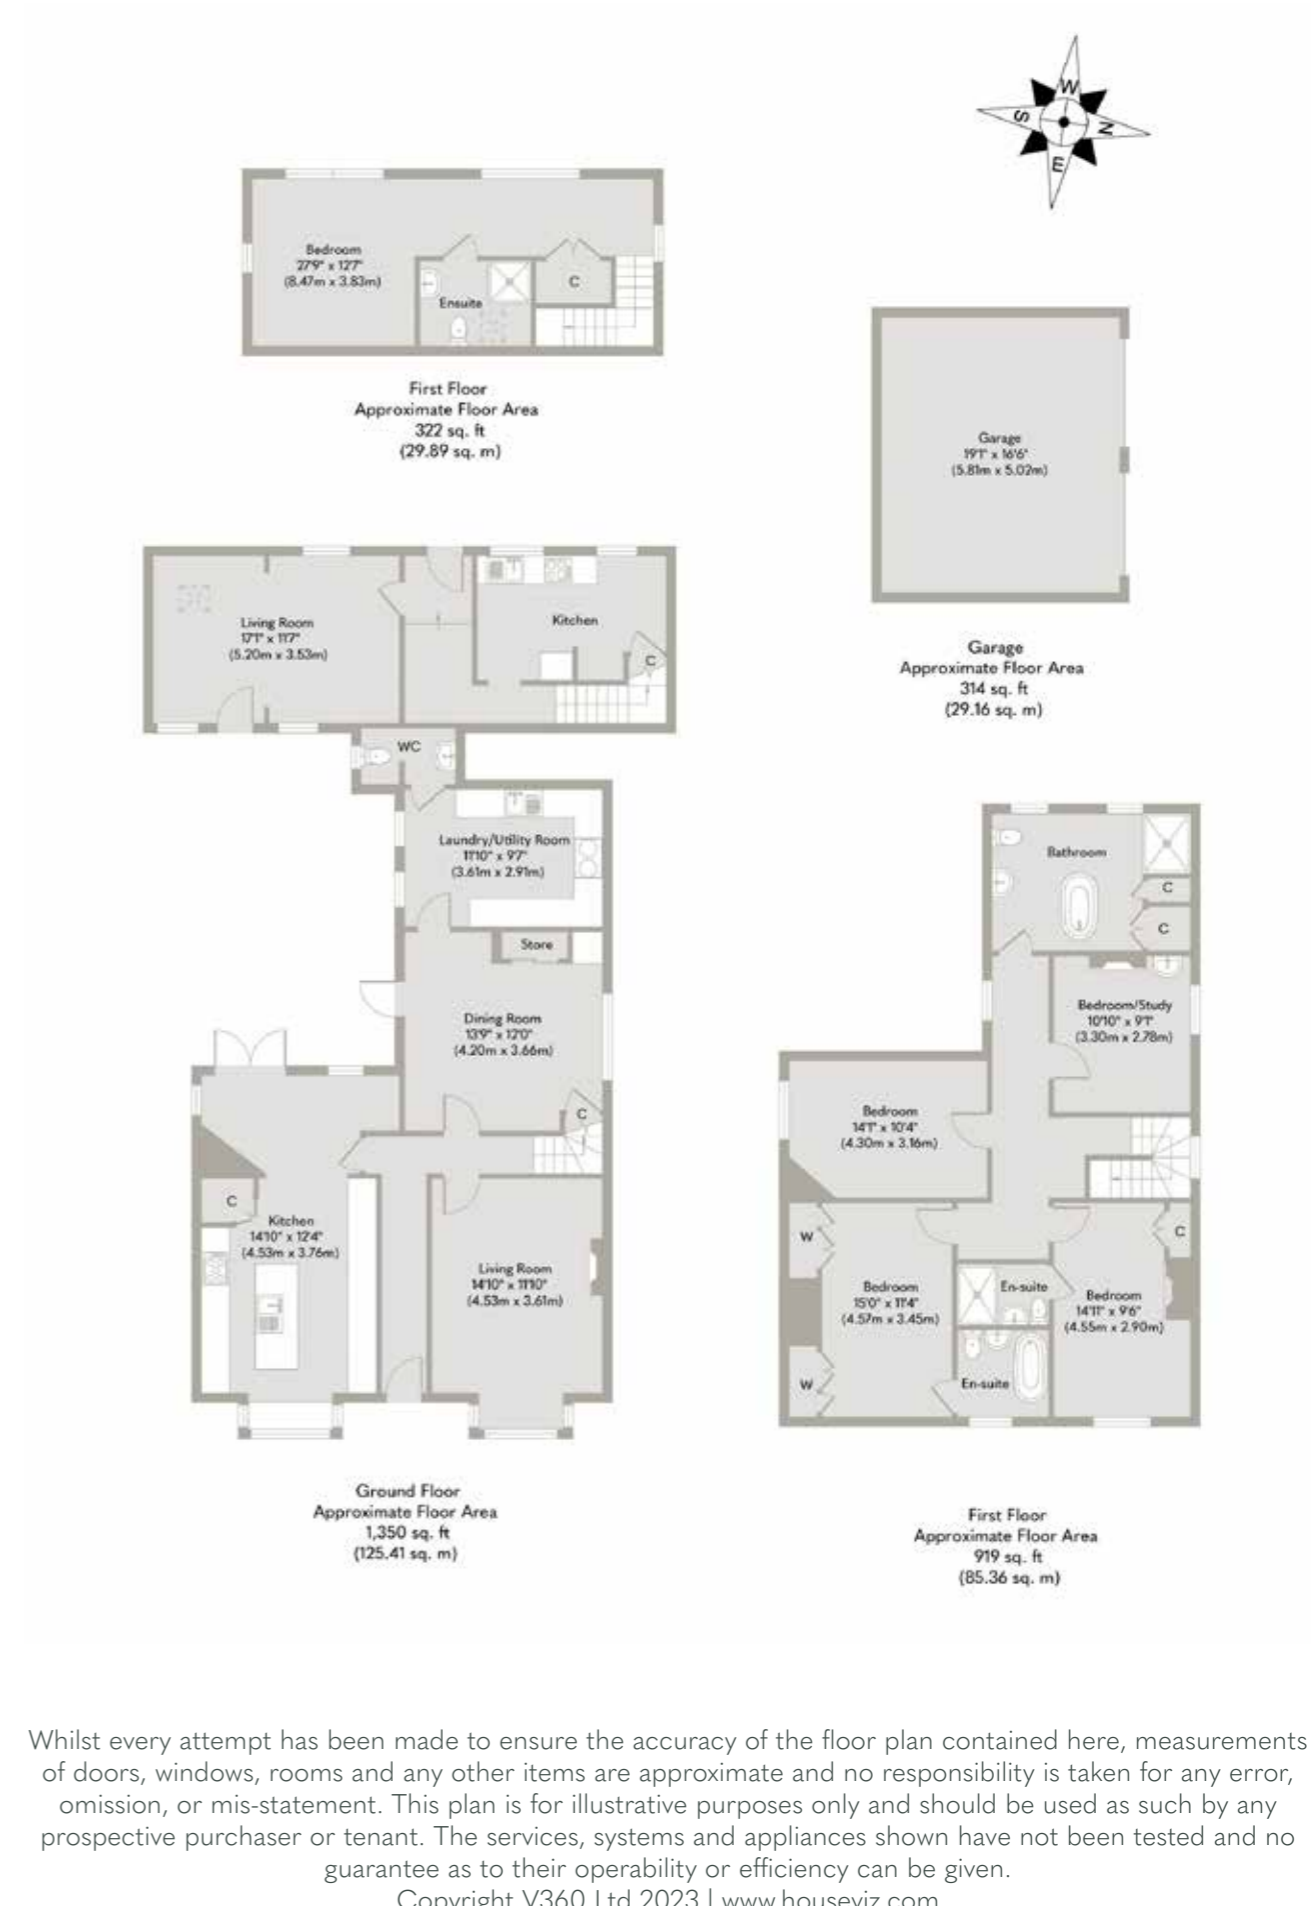 W
S
N
E
Bedroom
27'9" x 12'7"
(8.47m x 3.83m)
Ensuite
C
First Floor
Approximate Floor Area
322 sq. ft
(29.89 sq. m)
Garage
19'1" x 16'6"
(5.81m x 5.02m)
Garage
Approximate Floor Area
314 sq. ft
(29.16 sq. m)
Living Room
17'1" x 11'7"
(5.20m x 3.53m)
Kitchen
C
WC
Laundry/Utility Room
11'10" x 9'7"
(3.61m x 2.91m)
Store
Dining Room
13'9" x 12'0"
(4.20m x 3.66m)
C
C
Kitchen
14'10" x 12'4"
(4.53m x 3.76m)
Living Room
14'10" x 11'10"
(4.53m x 3.61m)
Ground Floor
Approximate Floor Area
1,350 sq. ft
(125.41 sq. m)
Bathroom
C
C
Bedroom/Study
10'10" x 9'1"
(3.30m x 2.78m)
Bedroom
14'1" x 10'4"
(4.30m x 3.16m)
W
C
Bedroom
15'0" x 11'4"
(4.57m x 3.45m)
En-suite
Bedroom
14'11" x 9'6"
(4.55m x 2.90m)
W
En-suite
First Floor
Approximate Floor Area
919 sq. ft
(85.36 sq. m)
Whilst every attempt has been made to ensure the accuracy of the floor plan contained here, measurements
of doors, windows, rooms and any other items are approximate and no responsibility is taken for any error,
omission, or mis-statement. This plan is for illustrative purposes only and should be used as such by any
prospective purchaser or tenant. The services, systems and appliances shown have not been tested and no
guarantee as to their operability or efficiency can be given.
Copyright V360 Ltd 2023 | www.houseviz.com